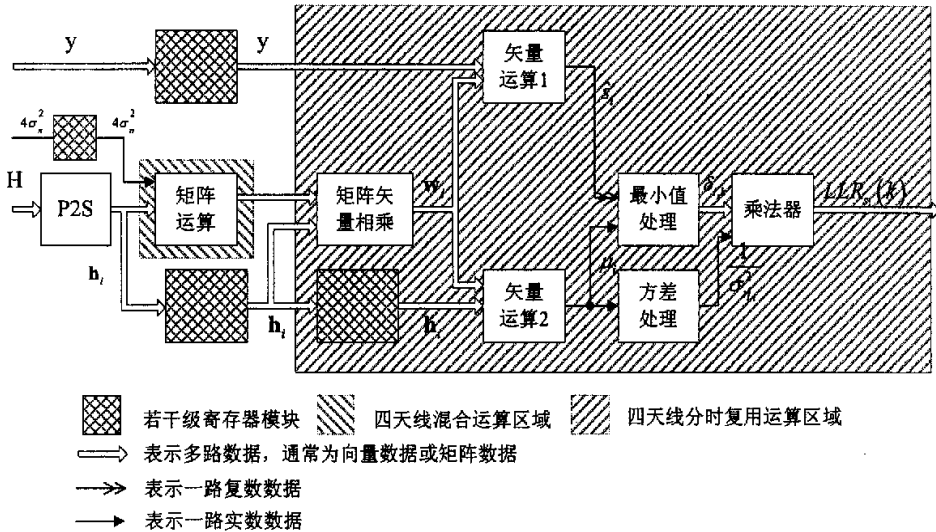 y
y
矢量
运算1
4σ_n^2
4σ_n^2
ŝ_i
H
P2S
矩阵
运算
矩阵矢
量相乘
w_i
最小值
处理
乘法器
LLR_{s_i}(k)
h_i
μ_i
h_i
h_i
矢量
运算2
方差
处理
若干级寄存器模块
四天线混合运算区域
四天线分时复用运算区域
表示多路数据，通常为向量数据或矩阵数据
表示一路复数数据
表示一路实数数据